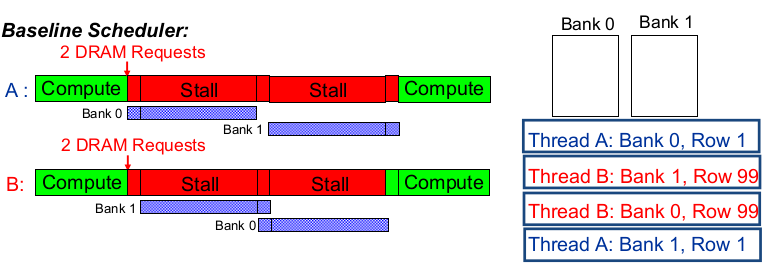 Baseline Scheduler:
2 DRAM Requests
A : Compute Stall Stall Compute
Bank 0
Bank 1
2 DRAM Requests
B: Compute Stall Stall Compute
Bank 1
Bank 0
Bank 0 Bank 1
Thread A: Bank 0, Row 1
Thread B: Bank 1, Row 99
Thread B: Bank 0, Row 99
Thread A: Bank 1, Row 1